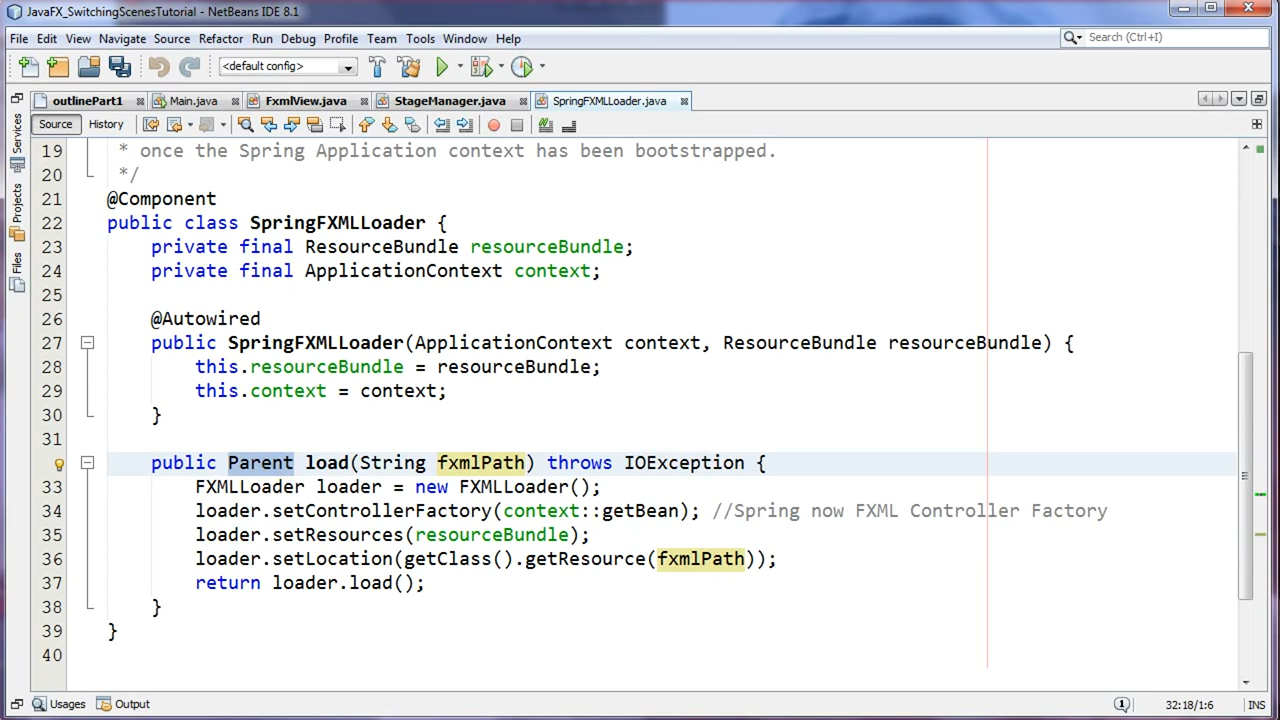 JavaFX_SwitchingScenesTutorial - NetBeans IDE 8.1
File Edit View Navigate Source Refactor Run Debug Profile Team Tools Window Help
Search (Ctrl+I)
<default config>
outlinePart1 Main.java FxmlView.java StageManager.java SpringFXMLLoader.java
Source History
Services
Projects
Files
19 * once the Spring Application context has been bootstrapped.
20 */
21 @Component
22 public class SpringFXMLLoader {
23 private final ResourceBundle resourceBundle;
24 private final ApplicationContext context;
25
26 @Autowired
27 public SpringFXMLLoader(ApplicationContext context, ResourceBundle resourceBundle) {
28 this.resourceBundle = resourceBundle;
29 this.context = context;
30 }
31
public Parent load(String fxmlPath) throws IOException {
33 FXMLLoader loader = new FXMLLoader();
34 loader.setControllerFactory(context::getBean); //Spring now FXML Controller Factory
35 loader.setResources(resourceBundle);
36 loader.setLocation(getClass().getResource(fxmlPath));
37 return loader.load();
38 }
39 }
40
Usages Output
1 32:18/1:6 INS